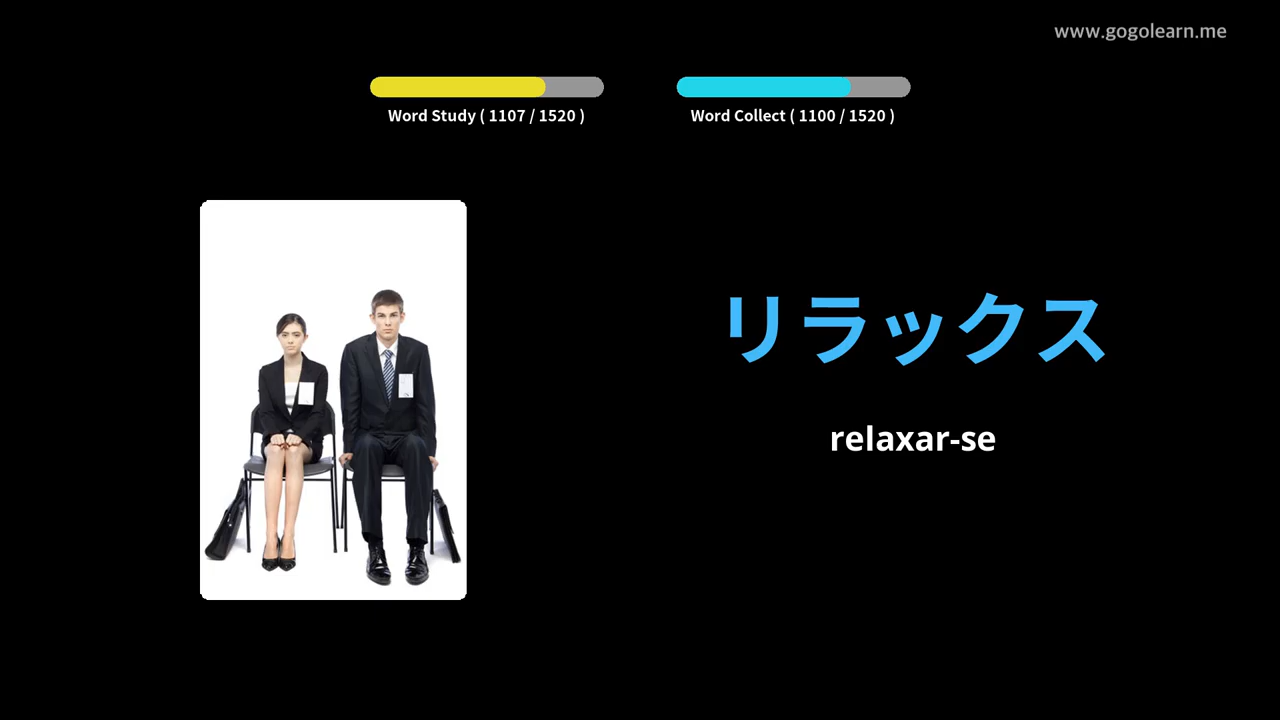 www.gogolearn.me
Word Study ( 1107 / 1520 )
Word Collect ( 1100 / 1520 )
リラックス
relaxar-se